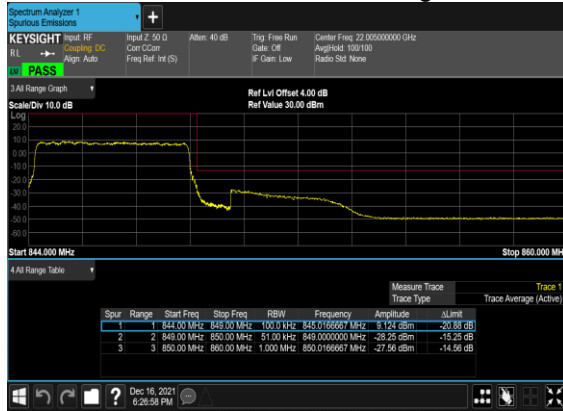 Spectrum Analyzer 1
Spurious Emissions
+
KEYSIGHT Input: RF Input Z: 50 Ω Atten: 40 dB Trig: Free Run Center Freq: 22.005000000 GHz
RL Coupling: DC Corr CCorr Gate: Off Avg|Hold: 100/100
Align: Auto Freq Ref: Int (S) IF Gain: Low Radio Std: None
PASS
3 All Range Graph
Ref Lvl Offset 4.00 dB
Scale/Div 10.0 dB Ref Value 30.00 dBm
Log
20.0
10.0
0.00
-10.0
-20.0
-30.0
-40.0
-50.0
-60.0
Start 844.000 MHz Stop 860.000 MHz
4 All Range Table
Measure Trace Trace 1
Trace Type Trace Average (Active)
Spur Range Start Freq Stop Freq RBW Frequency Amplitude ΔLimit
1 1 844.00 MHz 849.00 MHz 100.0 kHz 845.0166667 MHz 9.124 dBm -20.88 dB
2 2 849.00 MHz 850.00 MHz 51.00 kHz 849.0000000 MHz -28.25 dBm -15.25 dB
3 3 850.00 MHz 860.00 MHz 1.000 MHz 850.0166667 MHz -27.56 dBm -14.56 dB
? Dec 16, 2021
6:26:58 PM